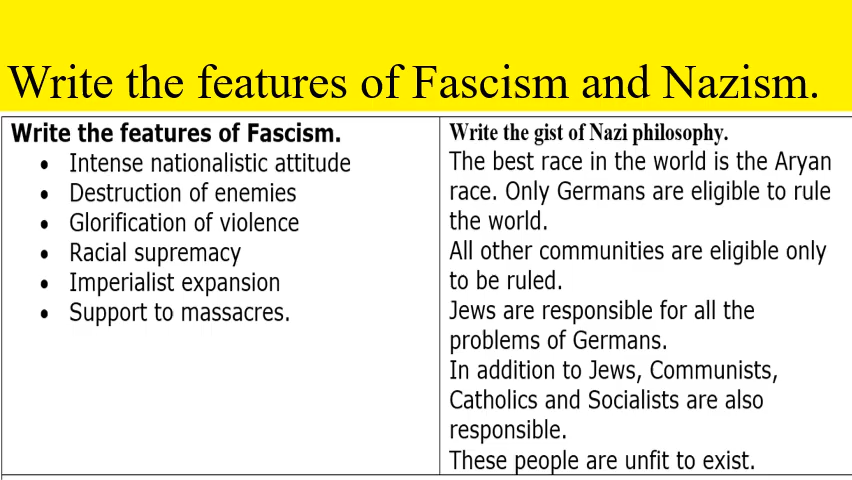 Write the features of Fascism and Nazism.
Write the features of Fascism.
• Intense nationalistic attitude
• Destruction of enemies
• Glorification of violence
• Racial supremacy
• Imperialist expansion
• Support to massacres.
Write the gist of Nazi philosophy.
The best race in the world is the Aryan
race. Only Germans are eligible to rule
the world.
All other communities are eligible only
to be ruled.
Jews are responsible for all the
problems of Germans.
In addition to Jews, Communists,
Catholics and Socialists are also
responsible.
These people are unfit to exist.